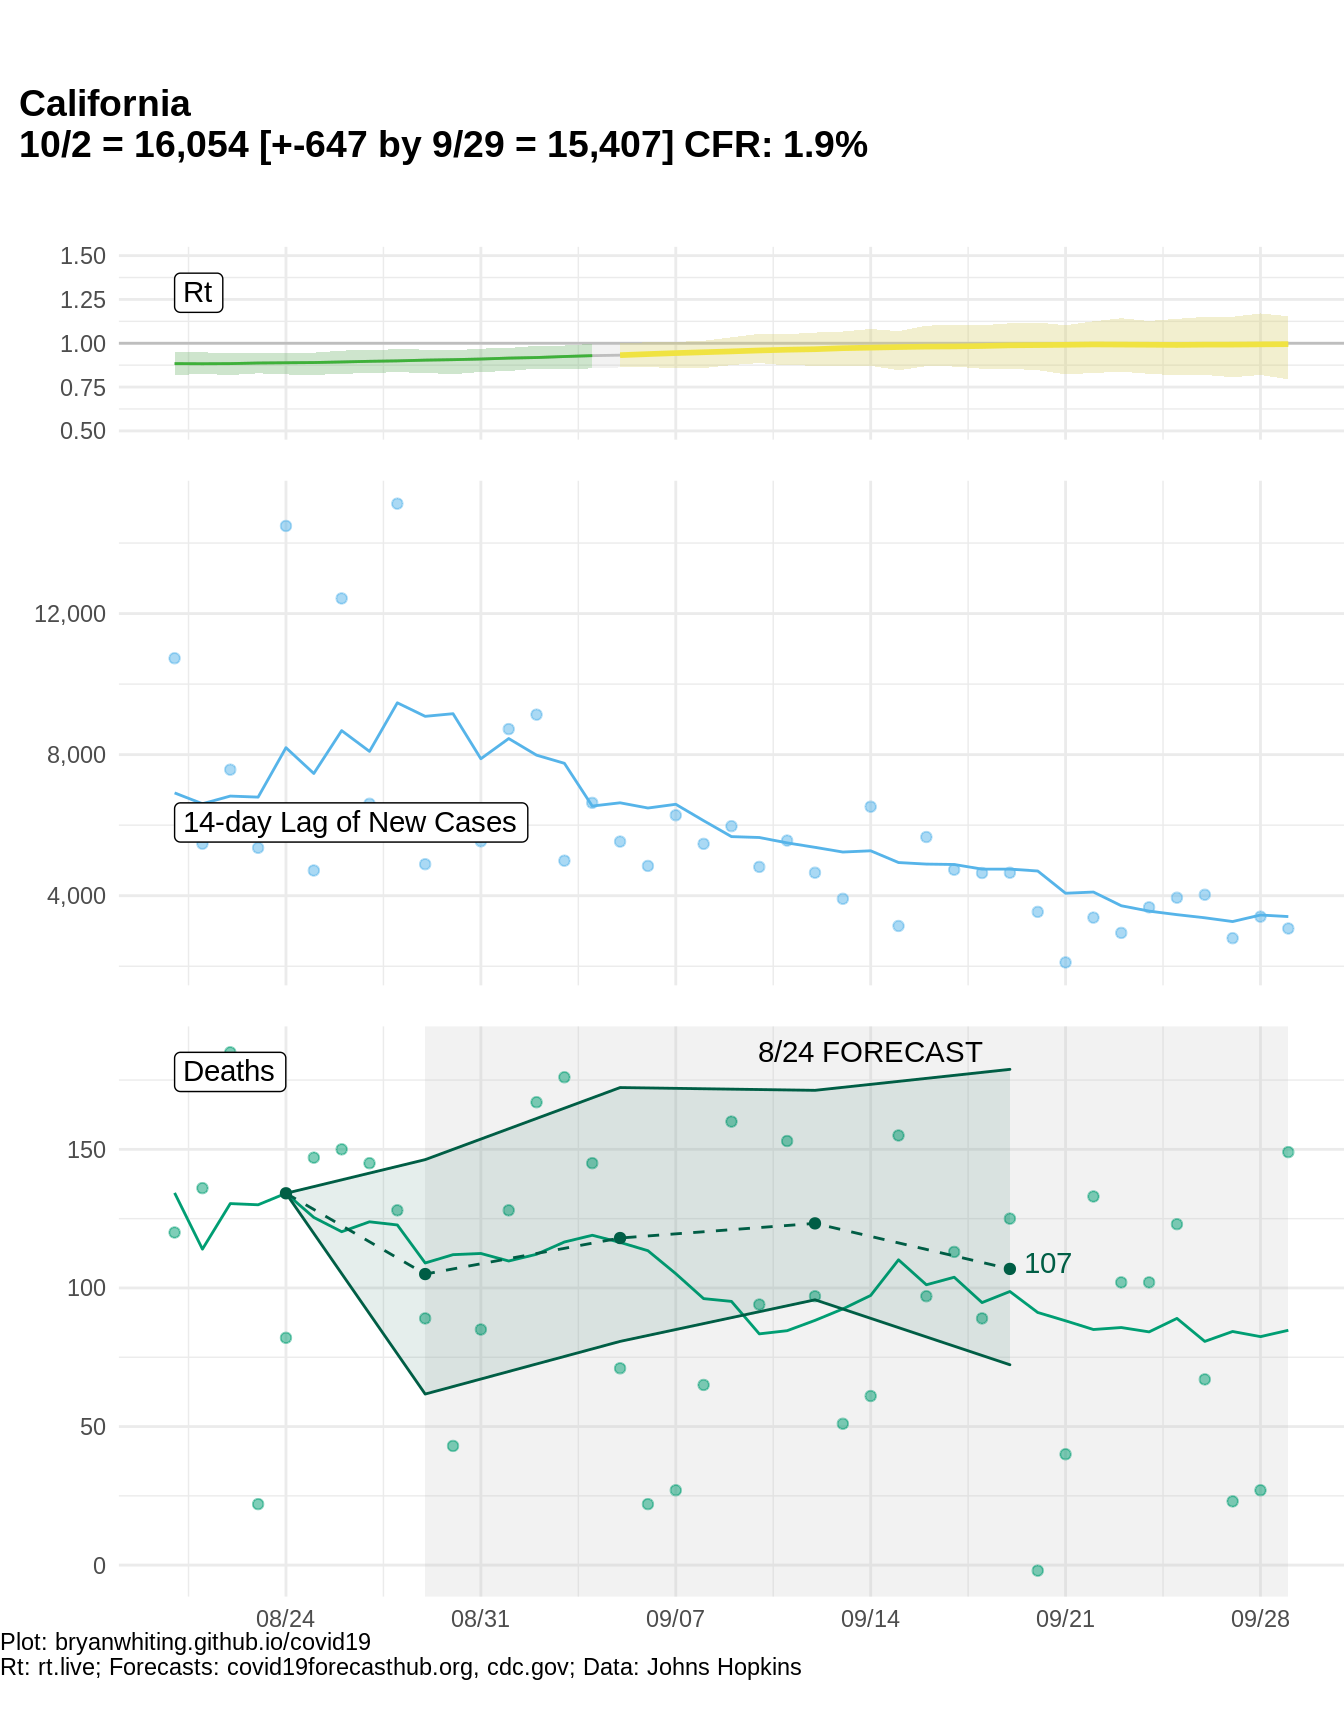 California
10/2 = 16,054 [+-647 by 9/29 = 15,407] CFR: 1.9%
1.50
Rt
1.25
1.00
0.75
0.50
12,000
8,000
14-day Lag of New Cases
4,000
8/24 FORECAST
Deaths
150
107
100
50
0
08/24 08/31 09/07 09/14 09/21 09/28
Plot: bryanwhiting.github.io/covid19
Rt: rt.live; Forecasts: covid19forecasthub.org, cdc.gov; Data: Johns Hopkins